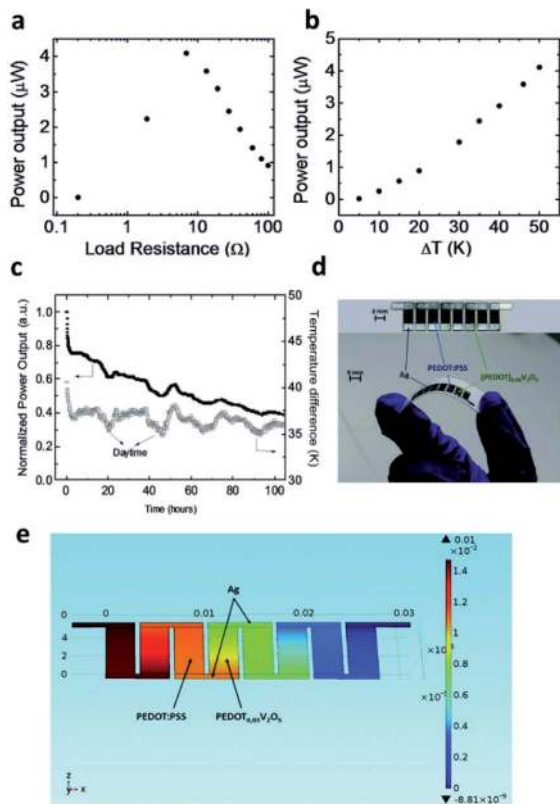 a
Power output (μW)
4
3
2
1
0
0.1
1
10
100
Load Resistance (Ω)
b
Power output (μW)
5
4
3
2
1
0
0 10 20 30 40 50
ΔT (K)
c
Normalized Power Output (a.u.)
1.0
0.8
0.6
0.4
0.2
0.0
0 20 40 60 80 100
Time (hours)
Daytime
50
45
40
35
30
Temperature difference (K)
d
PEDOT:PSS
Ag
e
Ag
0 0 0.01 0.02 0.03
4
2
0
PEDOT:PSS
PEDOT₀,₀₃V₂O₅
z
y x
▲ 0.01
×10⁻²
1.4
1.2
1
0.8
0.6
0.4
0.2
0
▼ -8.81×10⁻⁹